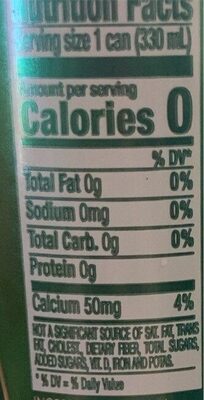 Nutrition Facts
Serving size 1 can (330 mL)
Amount per serving
Calories 0
% DV*
Total Fat 0g 0%
Sodium 0mg 0%
Total Carb. 0g 0%
Protein 0g
Calcium 50mg 4%
NOT A SIGNIFICANT SOURCE OF SAT. FAT, TRANS
FAT, CHOLEST., DIETARY FIBER, TOTAL SUGARS,
ADDED SUGARS, VIT. D, IRON AND POTAS.
* % DV = % Daily Value